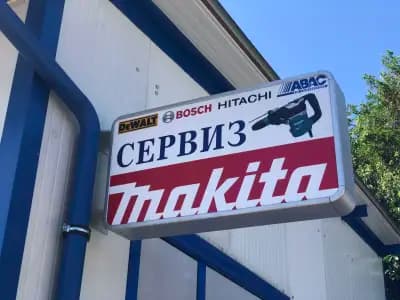 DeWALT BOSCH HITACHI ABAC
СЕРВИЗ
makita